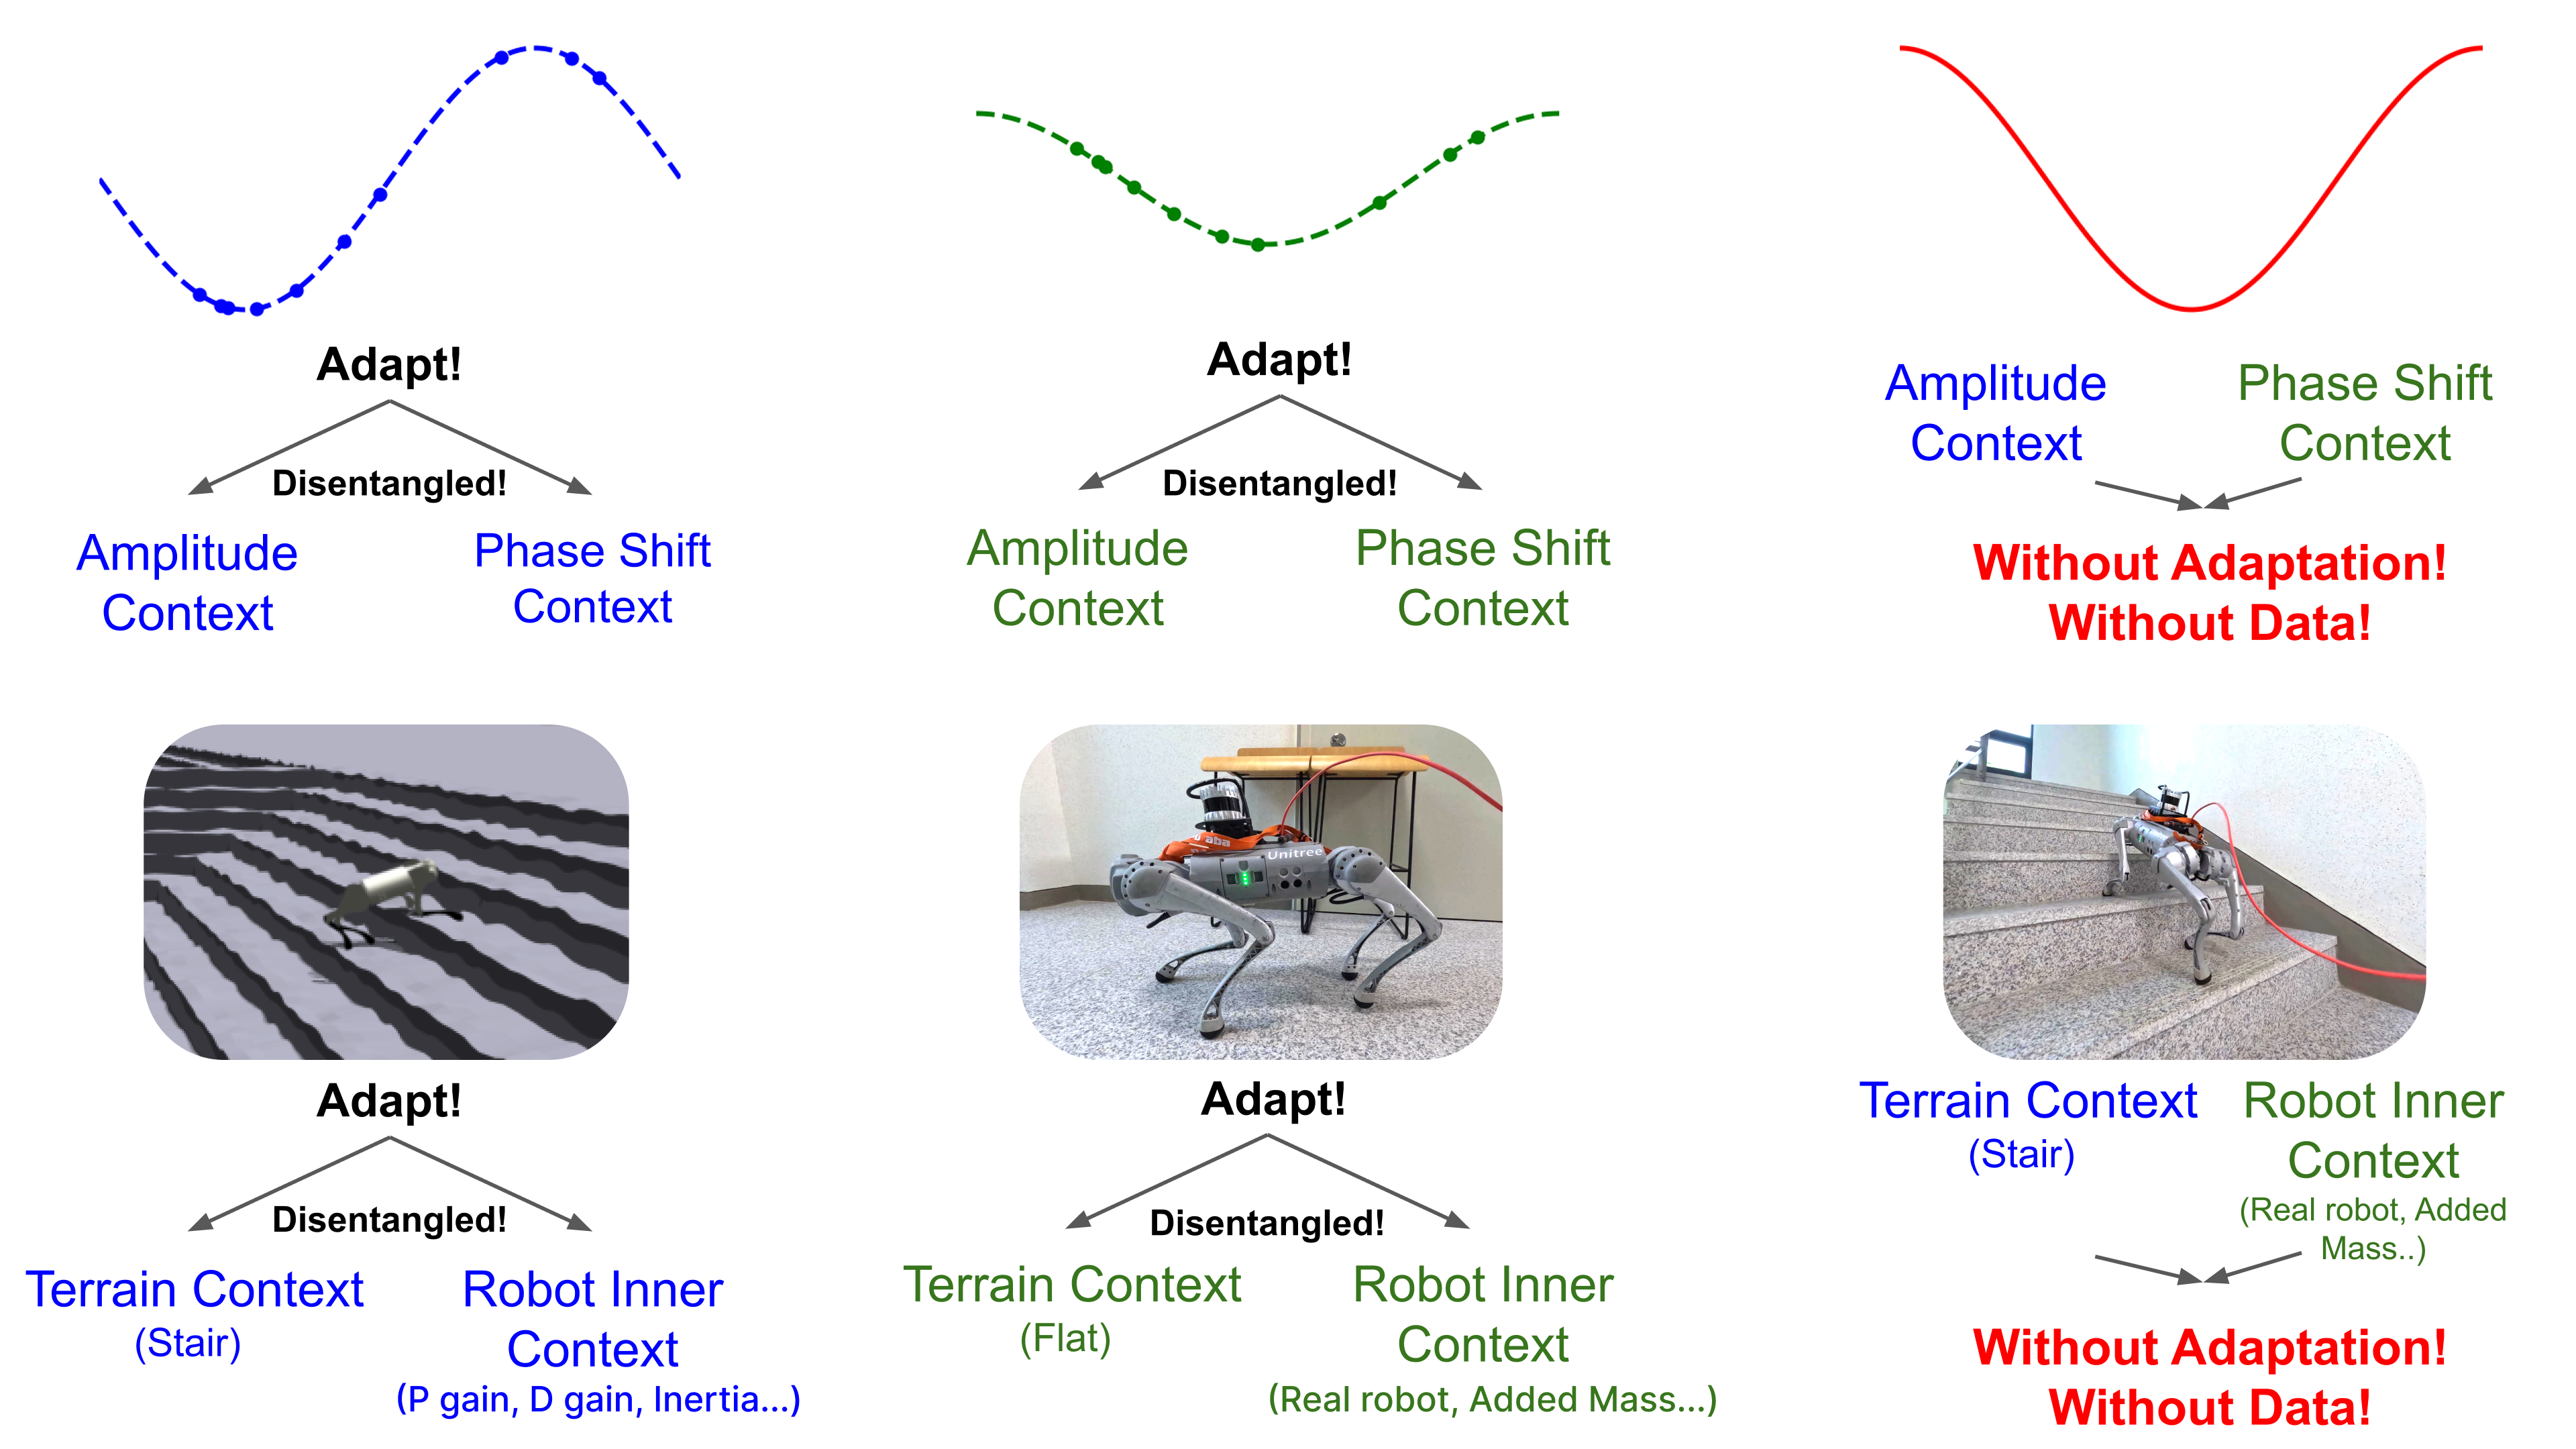 Adapt!
Disentangled!
Amplitude
Context
Phase Shift
Context
Adapt!
Disentangled!
Amplitude
Context
Phase Shift
Context
Amplitude
Context
Phase Shift
Context
Without Adaptation!
Without Data!
Adapt!
Disentangled!
Terrain Context
(Stair)
Robot Inner
Context
(P gain, D gain, Inertia...)
aba
Unitree
Adapt!
Disentangled!
Terrain Context
(Flat)
Robot Inner
Context
(Real robot, Added Mass...)
Terrain Context
(Stair)
Robot Inner
Context
(Real robot, Added
Mass..)
Without Adaptation!
Without Data!